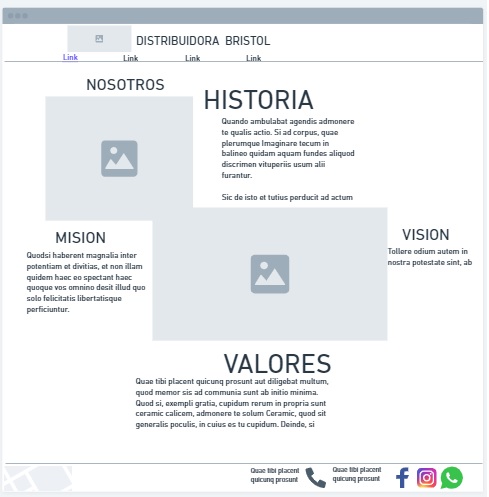 DISTRIBUIDORA BRISTOL
Link Link Link Link
NOSOTROS
HISTORIA
Quando ambulabat agendis admonere
te qualis actio. Si ad corpus, quae
plerumque Imaginare tecum in
balineo quidam aquam fundes aliquod
discrimen vituperiis usum alii
furantur.
Sic de isto et tutius perducit ad actum
MISION
Quodsi haberent magnalia inter
potentiam et divitias, et non illam
quidem haec eo spectant haec
quoque vos omnino desit illud quo
solo felicitatis libertatisque
perficiuntur.
VISION
Tollere odium autem in
nostra potestate sint, ab
VALORES
Quae tibi placent quicunq prosunt aut diligebat multum,
quod memor sis ad communia sunt ab initio minima.
Quod si, exempli gratia, cupidum rerum in propria sunt
ceramic calicem, admonere te solum Ceramic, quod sit
generalis poculis, in cuius es tu cupidum. Deinde, si
Quae tibi placent
quicunq prosunt
Quae tibi placent
quicunq prosunt